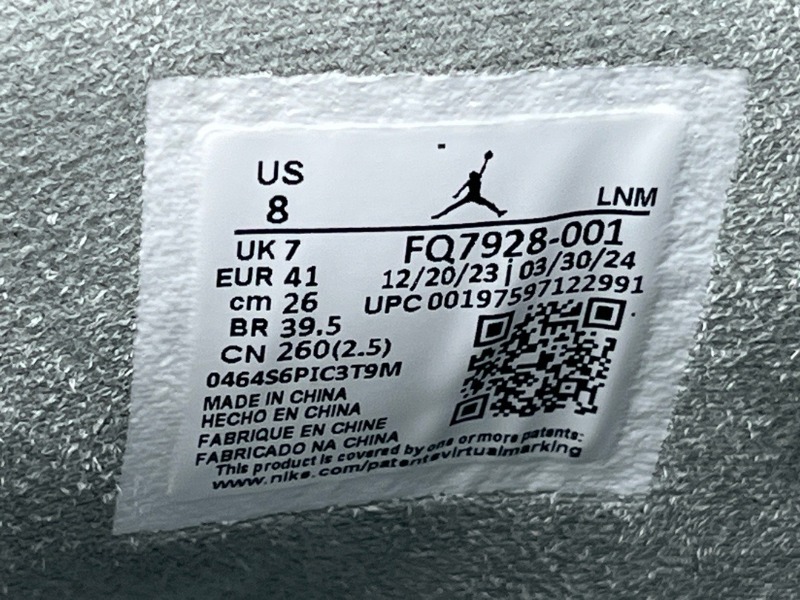 US
8
LNM
UK 7
EUR 41
cm 26
BR 39.5
CN 260(2.5)
0464S6PIC3T9M
FQ7928-001
12/20/23 | 03/30/24
UPC 00197597122991
MADE IN CHINA
HECHO EN CHINA
FABRIQUE EN CHINE
FABRICADO NA CHINA
This product is covered by one or more patents:
www.nike.com/patentsvirtualmarking